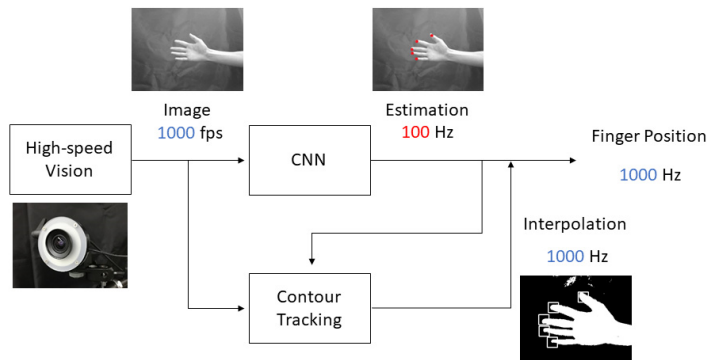 Image
1000 fps
Estimation
100 Hz
High-speed
Vision
CNN
Finger Position
1000 Hz
Interpolation
1000 Hz
Contour
Tracking